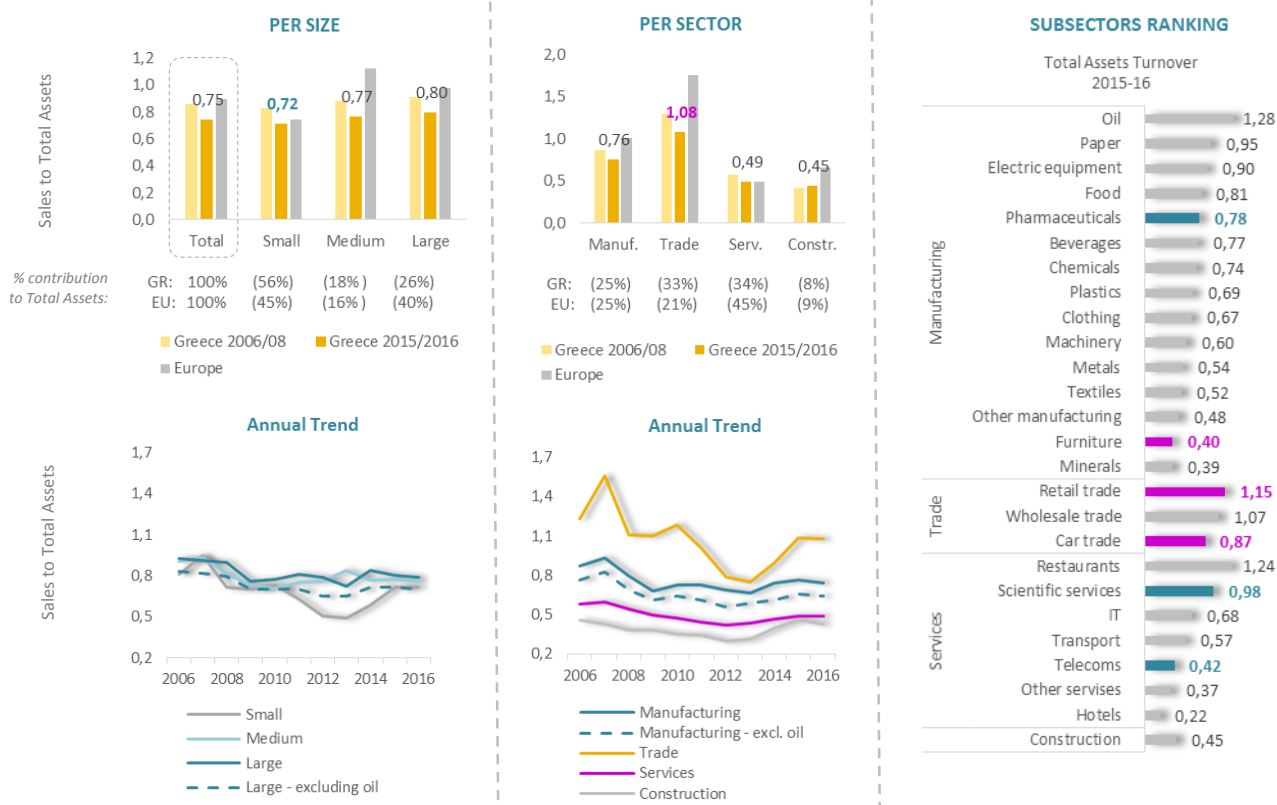 PER SIZE
Sales to Total Assets
1,2
1,0
0,8
0,6
0,4
0,2
0,0
0,75
0,72
0,77
0,80
Total Small Medium Large
% contribution
to Total Assets:
GR: 100% (56%) (18%) (26%)
EU: 100% (45%) (16%) (40%)
Greece 2006/08 Greece 2015/2016
Europe
Annual Trend
Sales to Total Assets
1,7
1,4
1,1
0,8
0,5
0,2
2006 2008 2010 2012 2014 2016
Small
Medium
Large
Large - excluding oil
PER SECTOR
2,0
1,5
1,0
0,5
0,0
0,76
1,08
0,49
0,45
Manuf. Trade Serv. Constr.
GR: (25%) (33%) (34%) (8%)
EU: (25%) (21%) (45%) (9%)
Greece 2006/08 Greece 2015/2016
Europe
Annual Trend
1,7
1,4
1,1
0,8
0,5
0,2
2006 2008 2010 2012 2014 2016
Manufacturing
Manufacturing - excl. oil
Trade
Services
Construction
SUBSECTORS RANKING
Total Assets Turnover
2015-16
Manufacturing
Oil 1,28
Paper 0,95
Electric equipment 0,90
Food 0,81
Pharmaceuticals 0,78
Beverages 0,77
Chemicals 0,74
Plastics 0,69
Clothing 0,67
Machinery 0,60
Metals 0,54
Textiles 0,52
Other manufacturing 0,48
Furniture 0,40
Minerals 0,39
Trade
Retail trade 1,15
Wholesale trade 1,07
Car trade 0,87
Services
Restaurants 1,24
Scientific services 0,98
IT 0,68
Transport 0,57
Telecoms 0,42
Other servises 0,37
Hotels 0,22
Construction 0,45